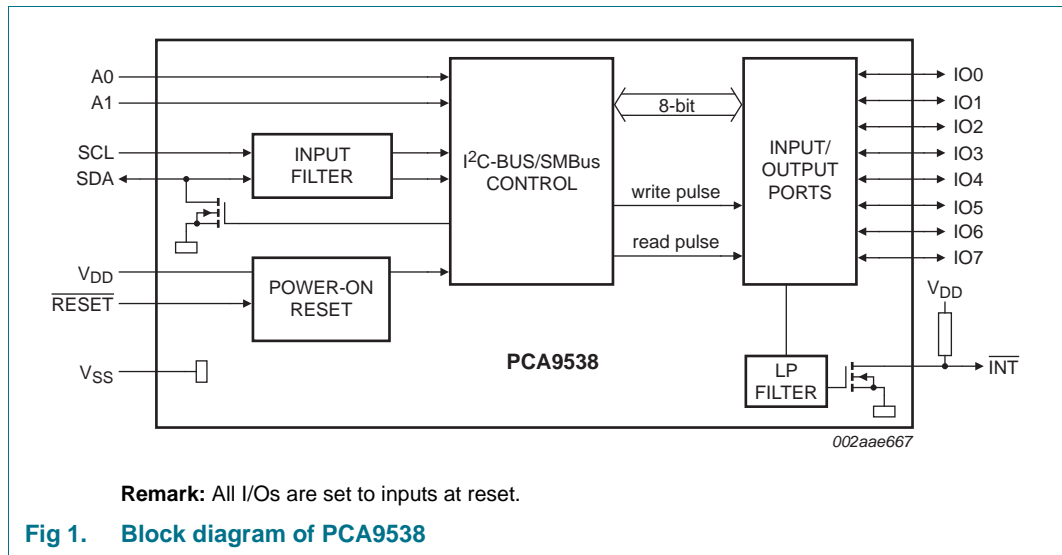 A0
A1
SCL
SDA
VDD
RESET
VSS
INPUT
FILTER
POWER-ON
RESET
I2C-BUS/SMBus
CONTROL
8-bit
write pulse
read pulse
INPUT/
OUTPUT
PORTS
IO0
IO1
IO2
IO3
IO4
IO5
IO6
IO7
VDD
INT
LP
FILTER
PCA9538
002aae667
Remark: All I/Os are set to inputs at reset.
Fig 1. Block diagram of PCA9538